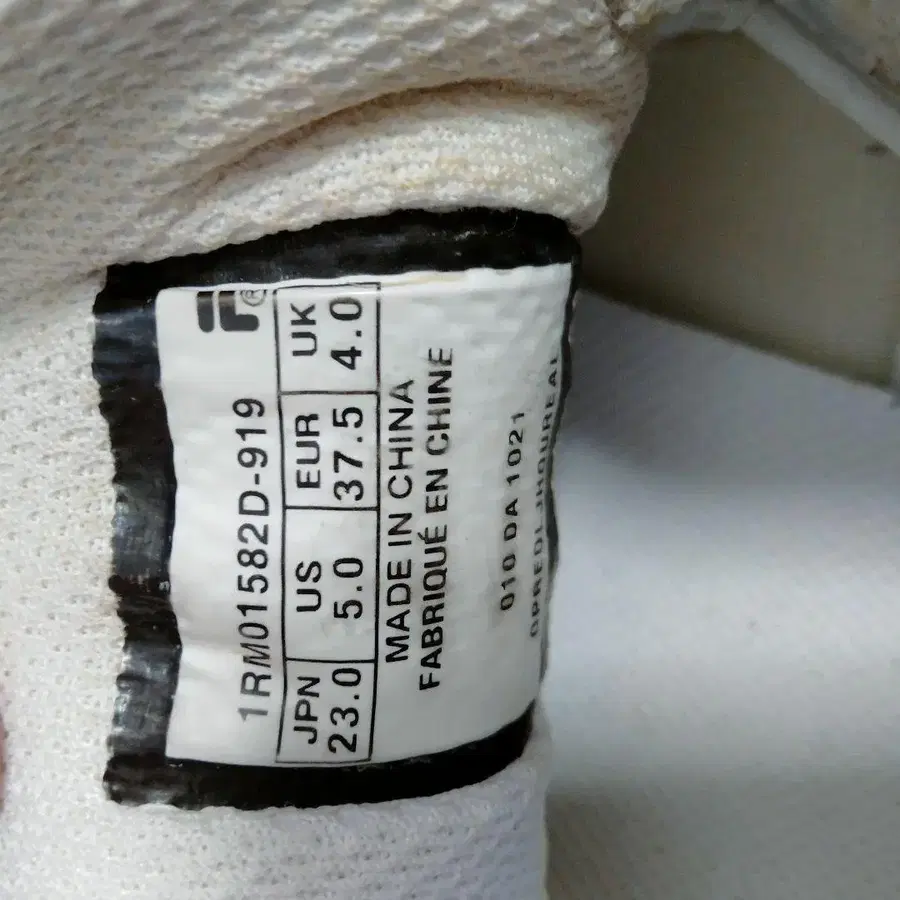 F®
1RM01582D-919
JPN US EUR UK
23.0 5.0 37.5 4.0
MADE IN CHINA
FABRIQUÉ EN CHINE
010 DA 1021